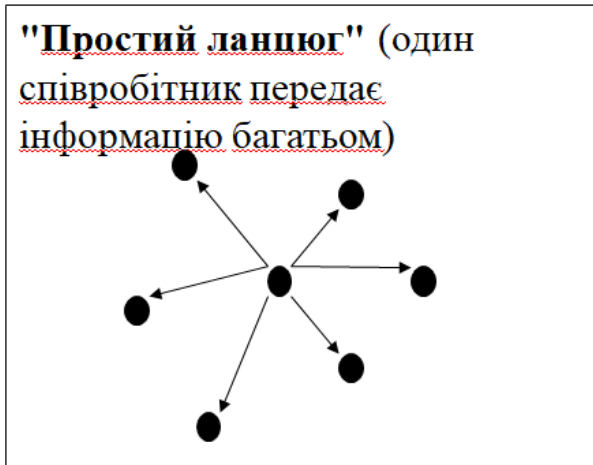 "Простий ланцюг" (один
співробітник передає
інформацію багатьом)